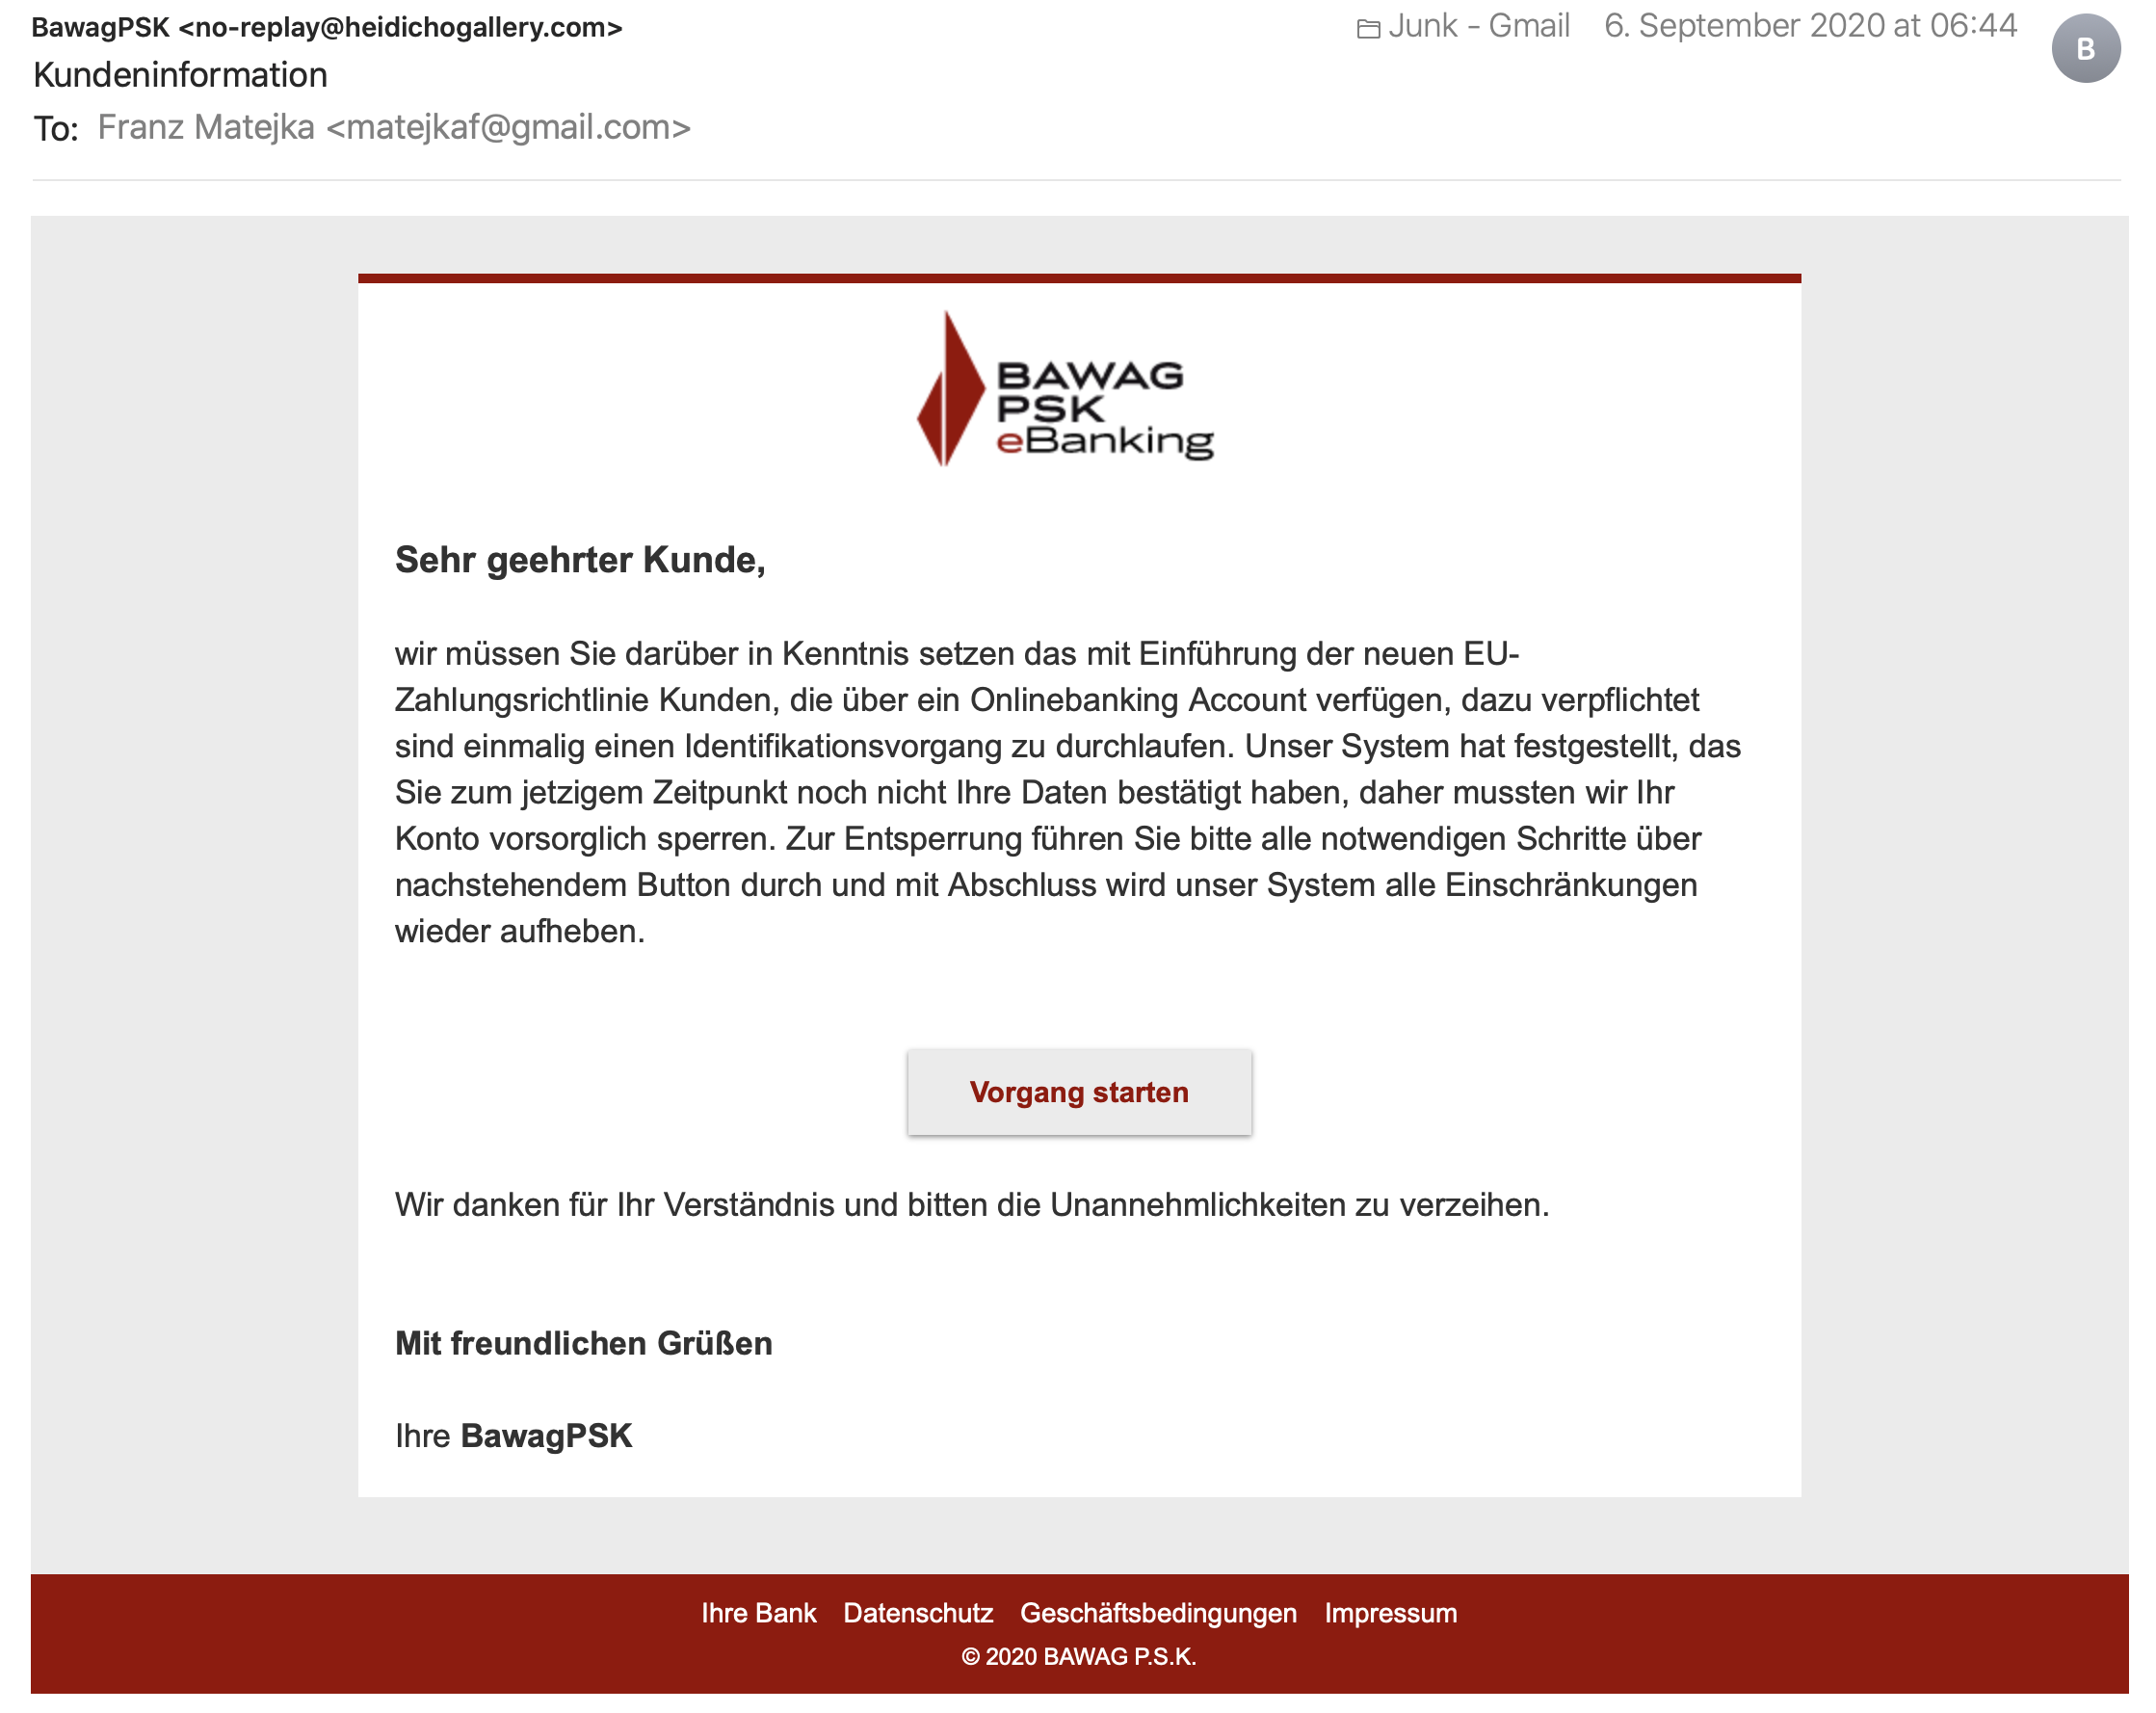 BawagPSK <no-replay@heidichogallery.com>
Junk - Gmail 6. September 2020 at 06:44
B
Kundeninformation
To: Franz Matejka <matejkaf@gmail.com>
BAWAG
PSK
eBanking
Sehr geehrter Kunde,
wir müssen Sie darüber in Kenntnis setzen das mit Einführung der neuen EU-
Zahlungsrichtlinie Kunden, die über ein Onlinebanking Account verfügen, dazu verpflichtet
sind einmalig einen Identifikationsvorgang zu durchlaufen. Unser System hat festgestellt, das
Sie zum jetzigem Zeitpunkt noch nicht Ihre Daten bestätigt haben, daher mussten wir Ihr
Konto vorsorglich sperren. Zur Entsperrung führen Sie bitte alle notwendigen Schritte über
nachstehendem Button durch und mit Abschluss wird unser System alle Einschränkungen
wieder aufheben.
Vorgang starten
Wir danken für Ihr Verständnis und bitten die Unannehmlichkeiten zu verzeihen.
Mit freundlichen Grüßen
Ihre BawagPSK
Ihre Bank Datenschutz Geschäftsbedingungen Impressum
© 2020 BAWAG P.S.K.